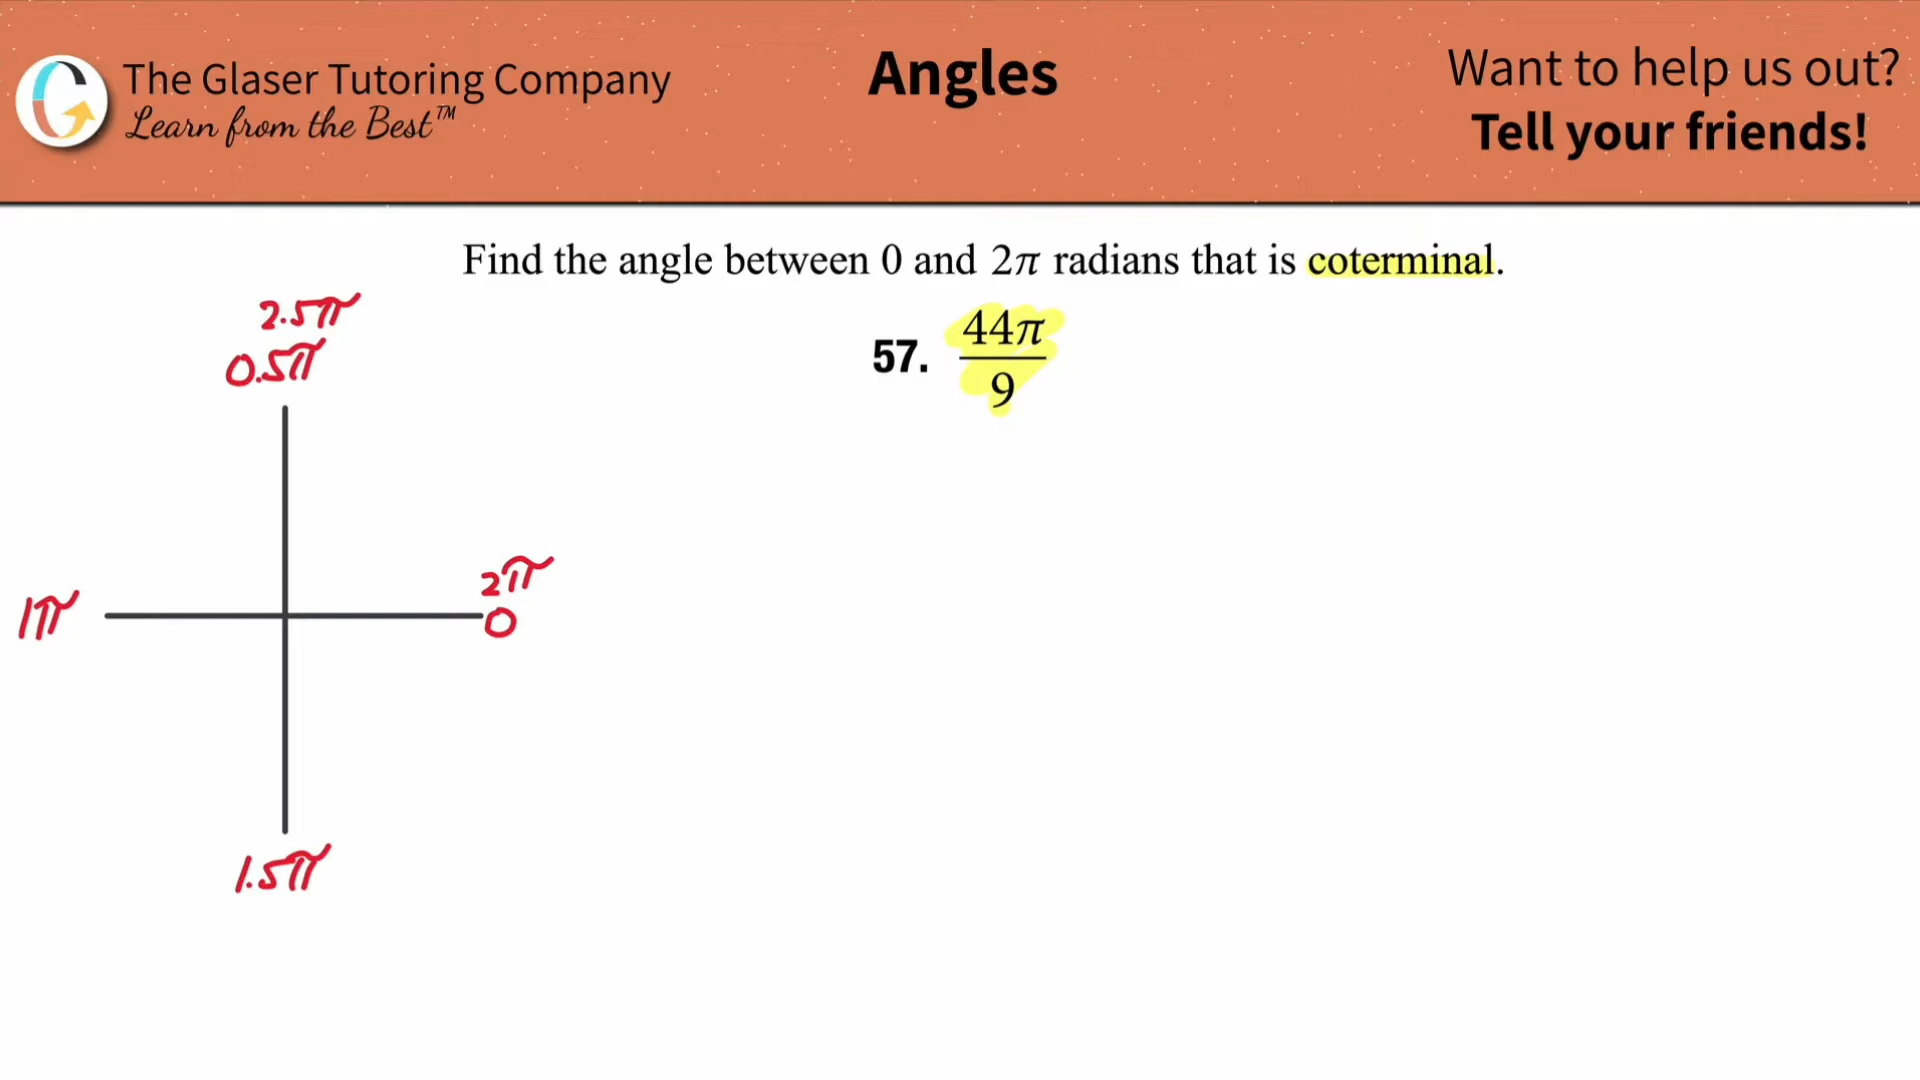 The Glaser Tutoring Company
Learn from the Best™
Angles
Want to help us out?
Tell your friends!
Find the angle between 0 and 2π radians that is coterminal.
57. 44π/9
2.5π
0.5π
2π
1π
0
1.5π